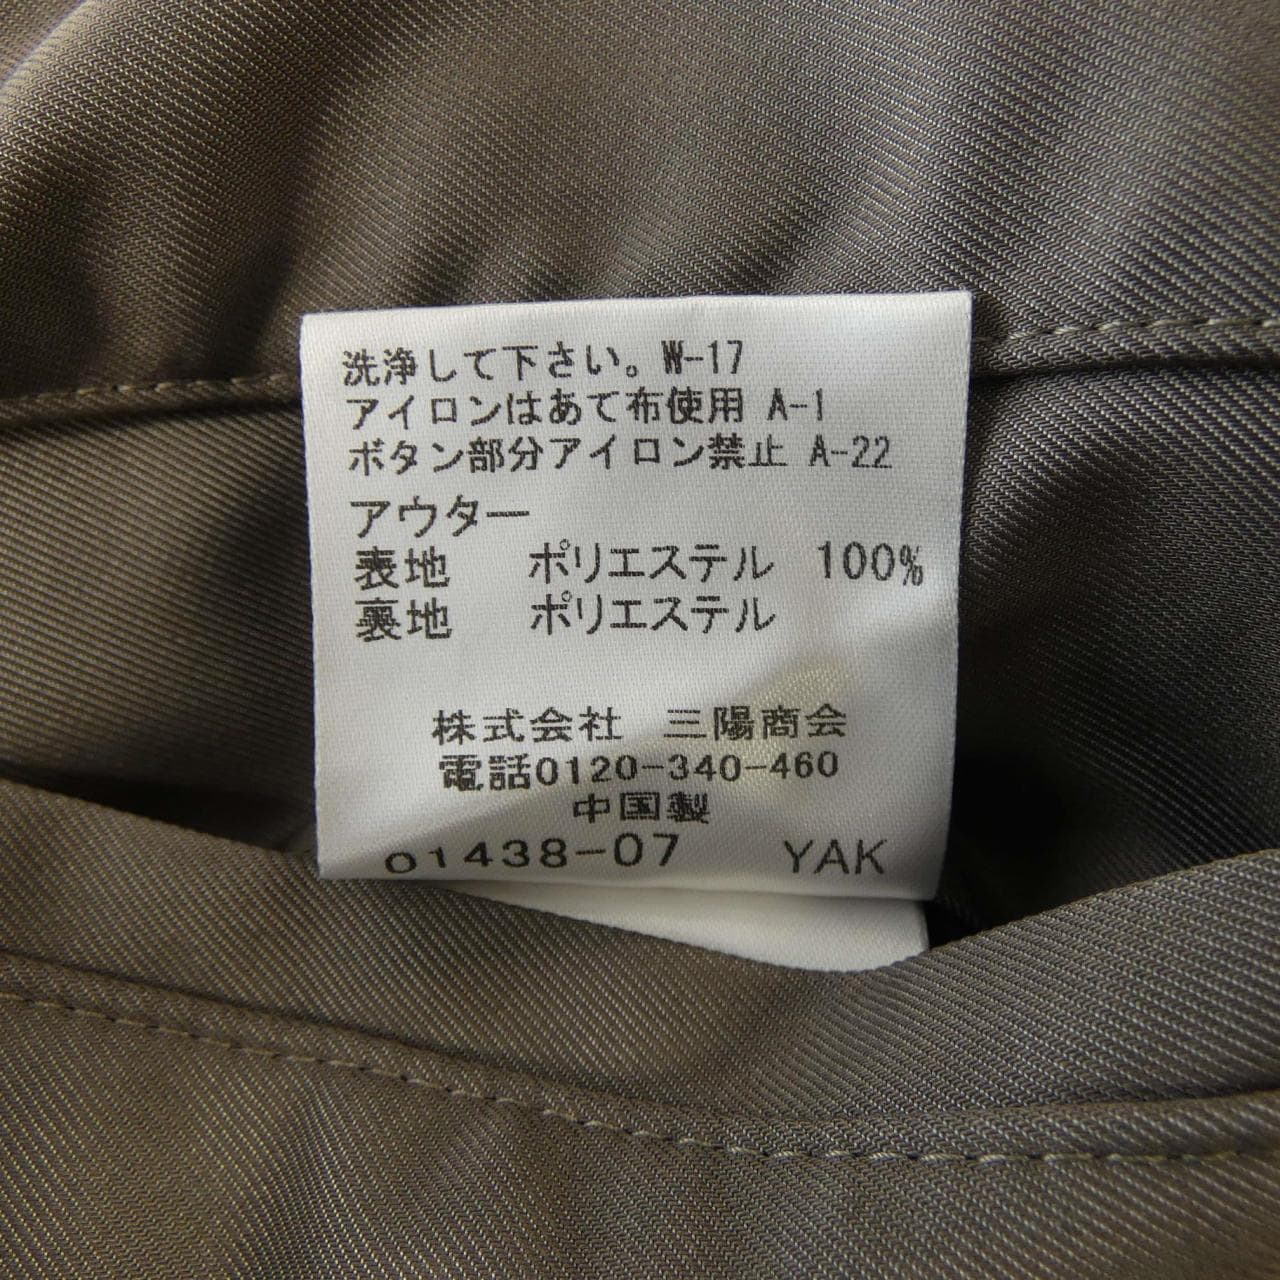 洗浄して下さい。W-17
アイロンはあて布使用 A-1
ボタン部分アイロン禁止 A-22
アウター
表地 ポリエステル 100%
裏地 ポリエステル
株式会社 三陽商会
電話0120-340-460
中国製
01438-07 YAK